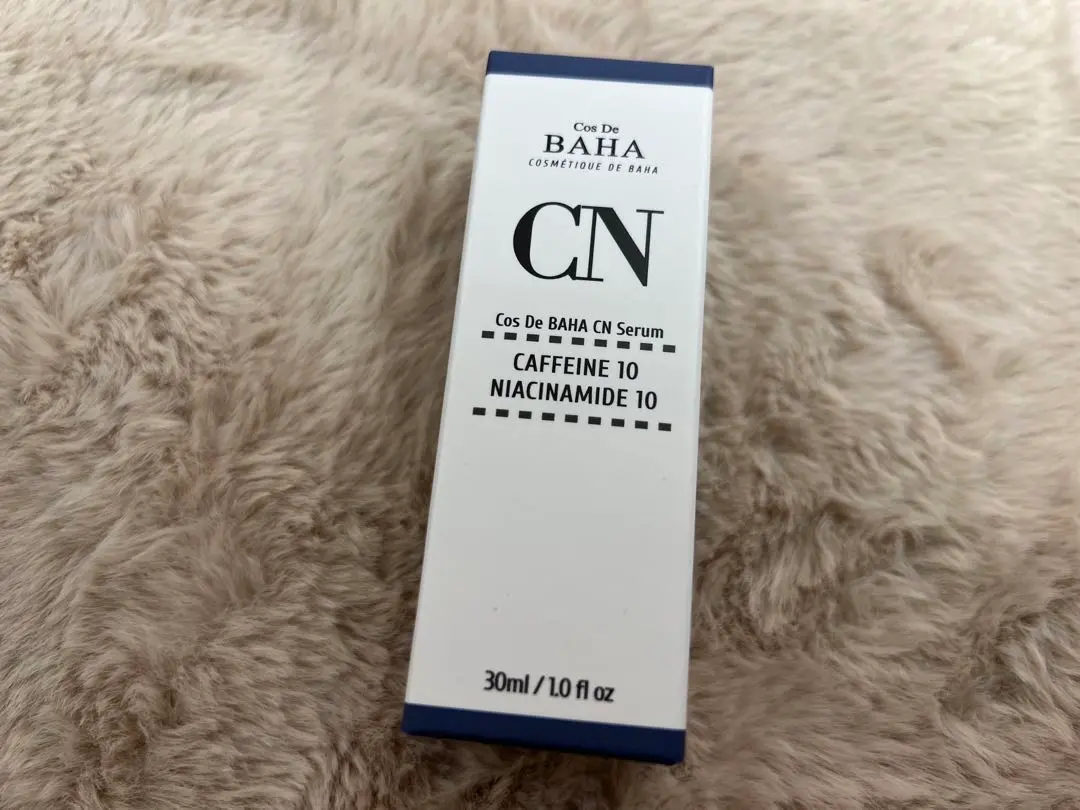 Cos De
BAHA
COSMÉTIQUE DE BAHA
CN
Cos De BAHA CN Serum
CAFFEINE 10
NIACINAMIDE 10
30ml / 1.0 fl oz